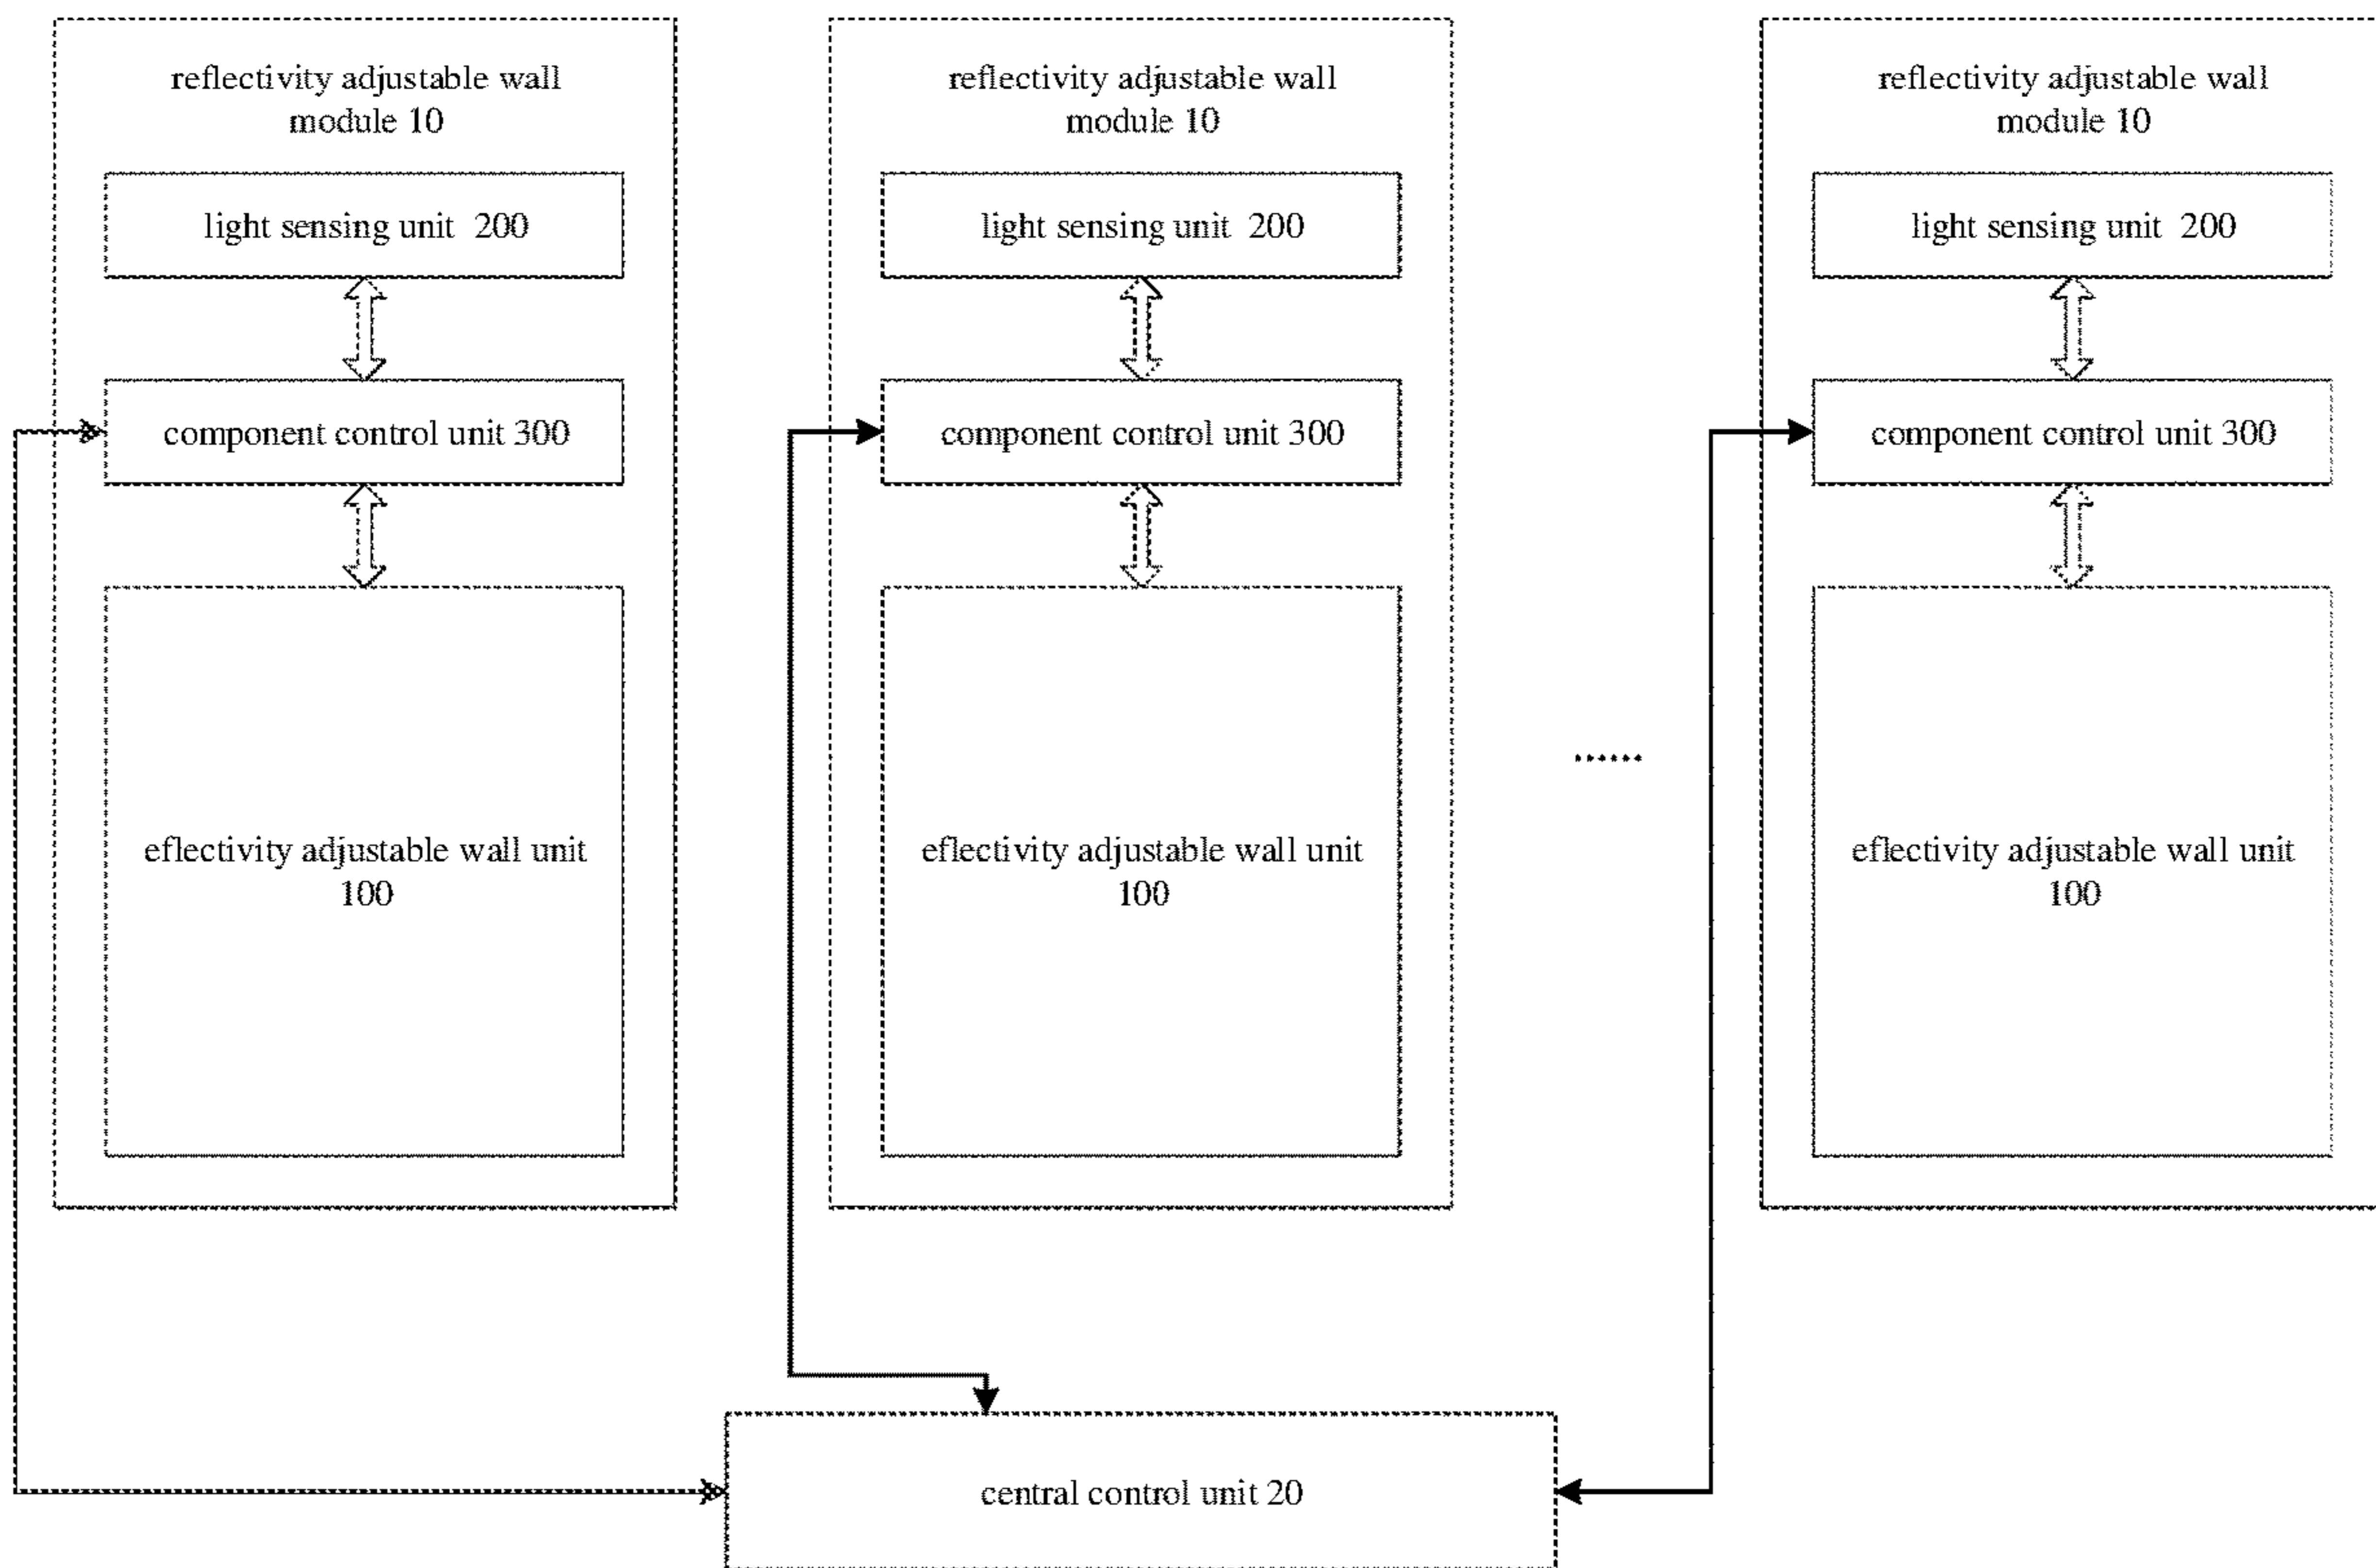 reflectivity adjustable wall
module 10
light sensing unit 200
component control unit 300
eflectivity adjustable wall unit
100
reflectivity adjustable wall
module 10
light sensing unit 200
component control unit 300
eflectivity adjustable wall unit
100
......
reflectivity adjustable wall
module 10
light sensing unit 200
component control unit 300
eflectivity adjustable wall unit
100
central control unit 20